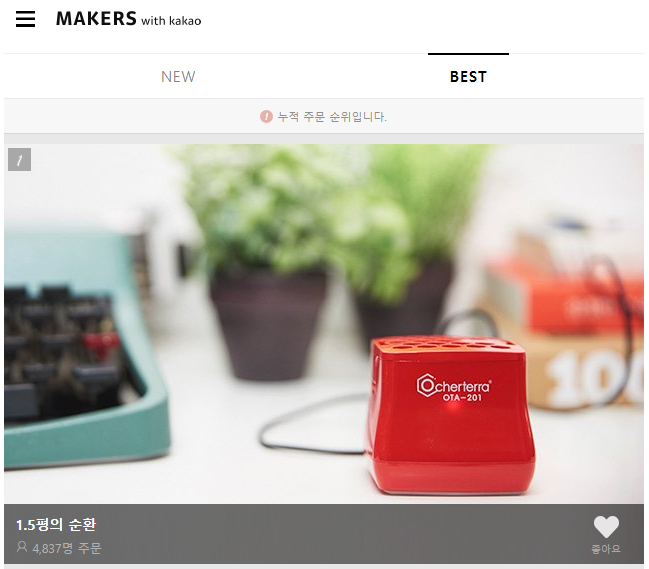 MAKERS with kakao
NEW
BEST
! 누적 주문 순위입니다.
1
Ocherterra®
OTA-201
100
1.5평의 순환
4,837명 주문
좋아요